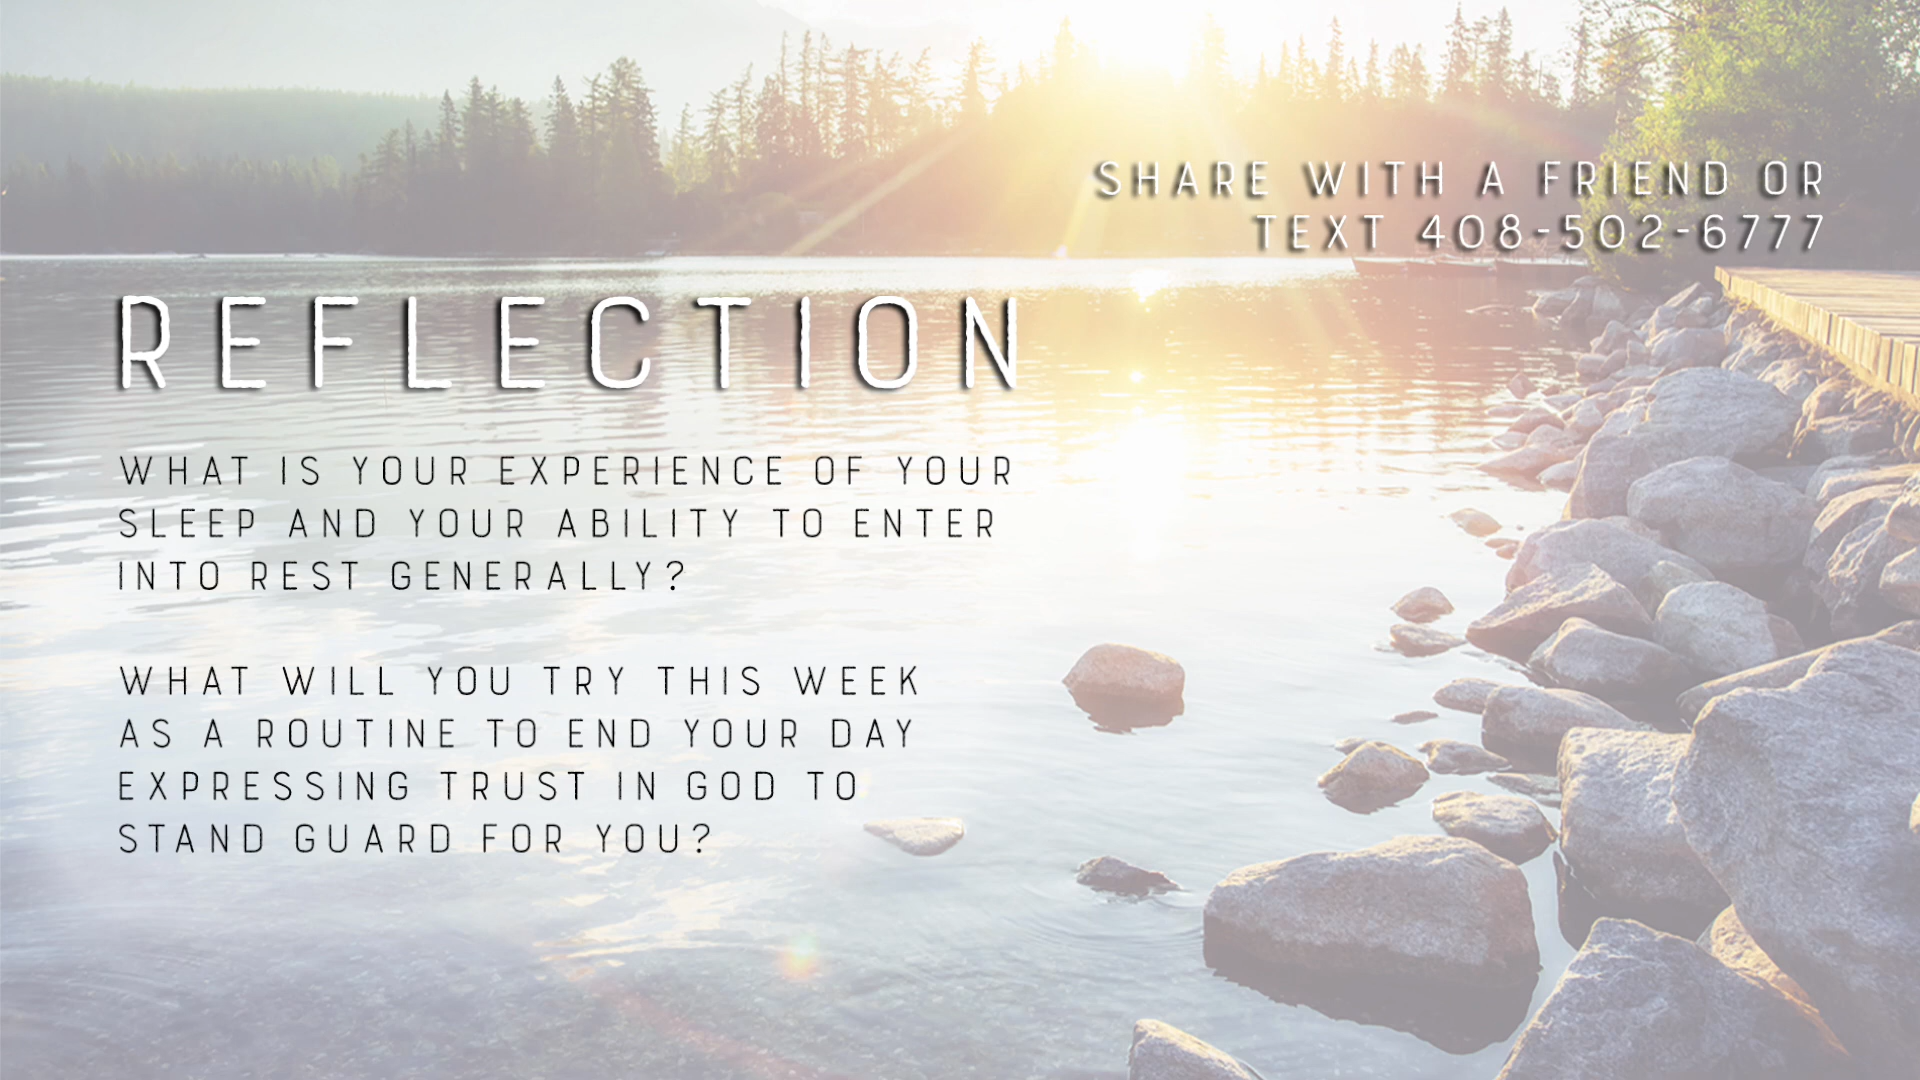 SHARE WITH A FRIEND OR
TEXT 408-502-6777
REFLECTION
WHAT IS YOUR EXPERIENCE OF YOUR
SLEEP AND YOUR ABILITY TO ENTER
INTO REST GENERALLY?
WHAT WILL YOU TRY THIS WEEK
AS A ROUTINE TO END YOUR DAY
EXPRESSING TRUST IN GOD TO
STAND GUARD FOR YOU?